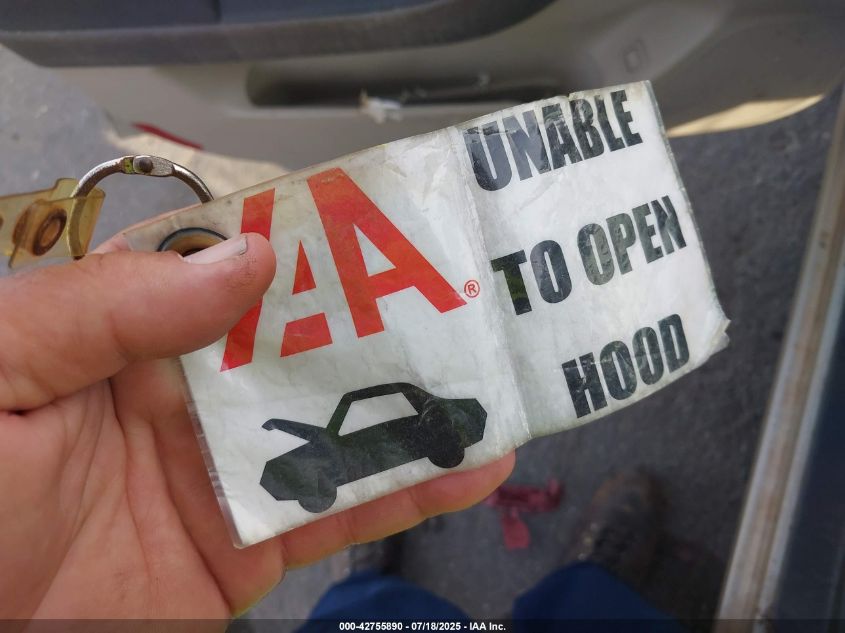 IAA®
UNABLE
TO OPEN
HOOD
000-42755890 - 07/18/2025 - IAA Inc.